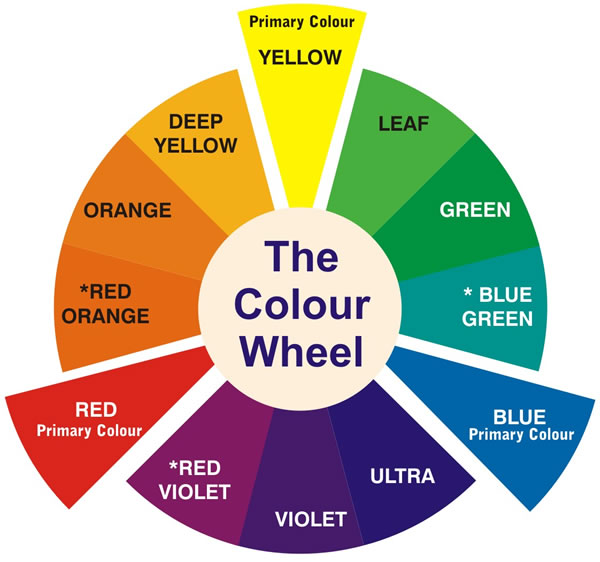 Primary Colour
YELLOW
LEAF
GREEN
* BLUE
GREEN
BLUE
Primary Colour
ULTRA
VIOLET
*RED
VIOLET
RED
Primary Colour
*RED
ORANGE
ORANGE
DEEP
YELLOW
The
Colour
Wheel